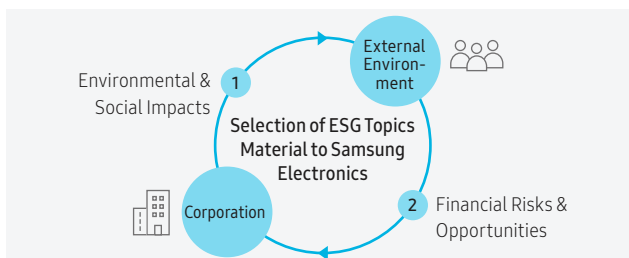 External
Environ-
ment
Environmental &
Social Impacts
1
Selection of ESG Topics
Material to Samsung
Electronics
Corporation
2
Financial Risks &
Opportunities